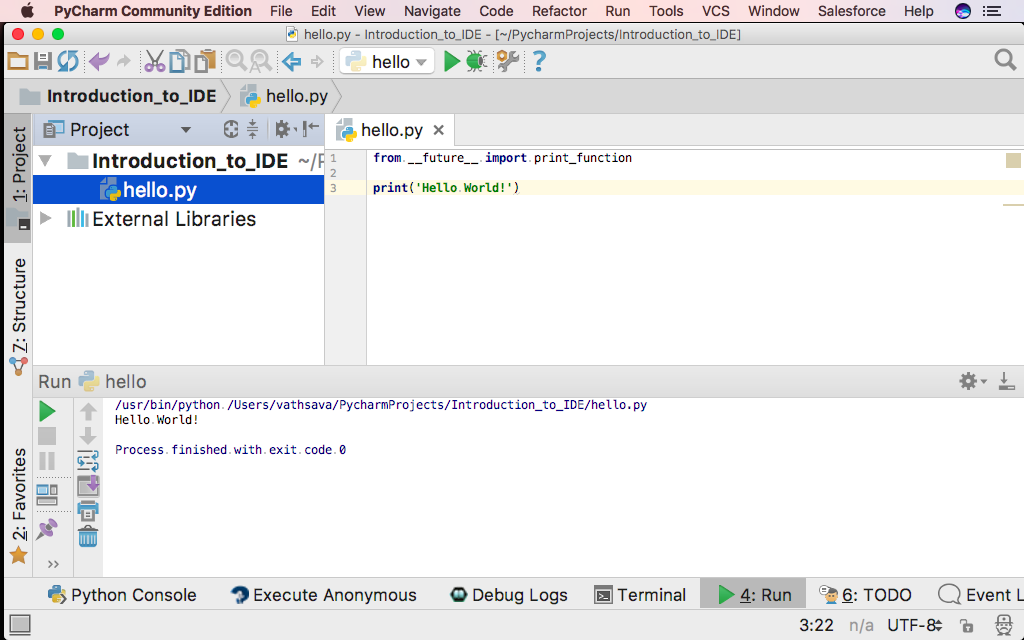 PyCharm Community Edition File Edit View Navigate Code Refactor Run Tools VCS Window Salesforce Help
hello.py - Introduction_to_IDE - [~/PycharmProjects/Introduction_to_IDE]
hello
Introduction_to_IDE hello.py
1: Project
Project
hello.py
Introduction_to_IDE ~/P
hello.py
External Libraries
1 from __future__ import print_function
2
3 print('Hello World!')
Z: Structure
2: Favorites
Run hello
/usr/bin/python /Users/vathsava/PycharmProjects/Introduction_to_IDE/hello.py
Hello World!
Process finished with exit code 0
Python Console Execute Anonymous Debug Logs Terminal 4: Run 6: TODO Event L
3:22 n/a UTF-8